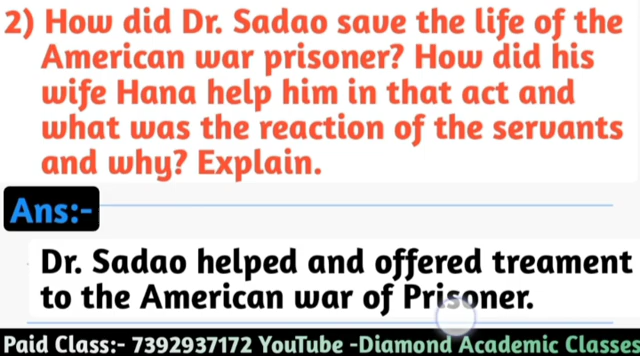 2) How did Dr. Sadao save the life of the
American war prisoner? How did his
wife Hana help him in that act and
what was the reaction of the servants
and why? Explain.
Ans:-
Dr. Sadao helped and offered treament
to the American war of Prisoner.
Paid Class:- 7392937172 YouTube -Diamond Academic Classes